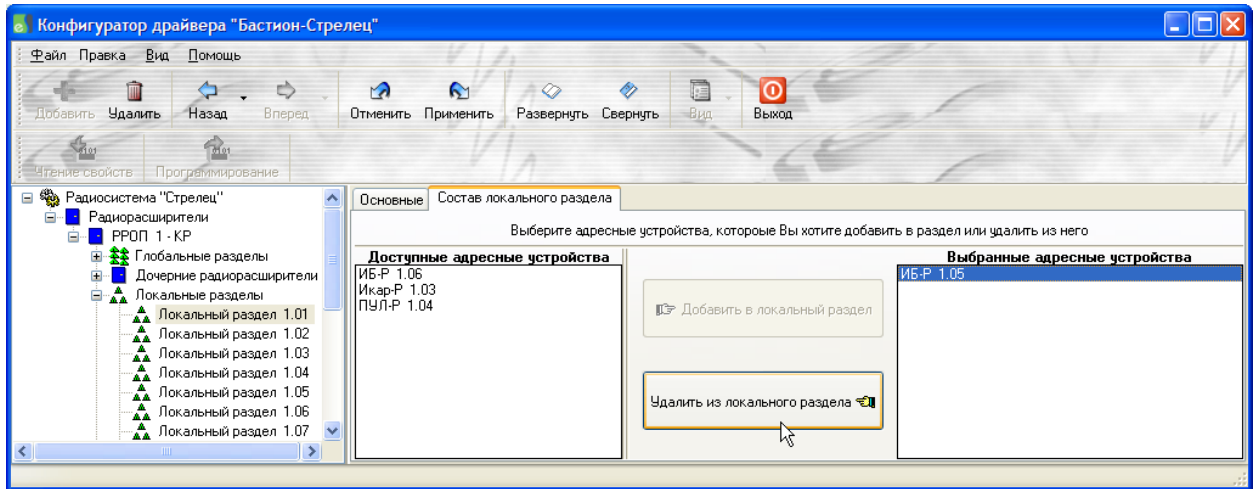 Конфигуратор драйвера "Бастион-Стрелец"
Файл Правка Вид Помощь
Добавить Удалить Назад Вперед Отменить Применить Развернуть Свернуть Вид Выход
Чтение свойств Программирование
Радиосистема "Стрелец"
Радиорасширители
РРОП 1 - КР
Глобальные разделы
Дочерние радиорасширители
Локальные разделы
Локальный раздел 1.01
Локальный раздел 1.02
Локальный раздел 1.03
Локальный раздел 1.04
Локальный раздел 1.05
Локальный раздел 1.06
Локальный раздел 1.07
Основные Состав локального раздела
Выберите адресные устройства, котороые Вы хотите добавить в раздел или удалить из него
Доступные адресные устройства
ИБ-Р 1.06
Икар-Р 1.03
ПУЛ-Р 1.04
Добавить в локальный раздел
Удалить из локального раздела
Выбранные адресные устройства
ИБ-Р 1.05